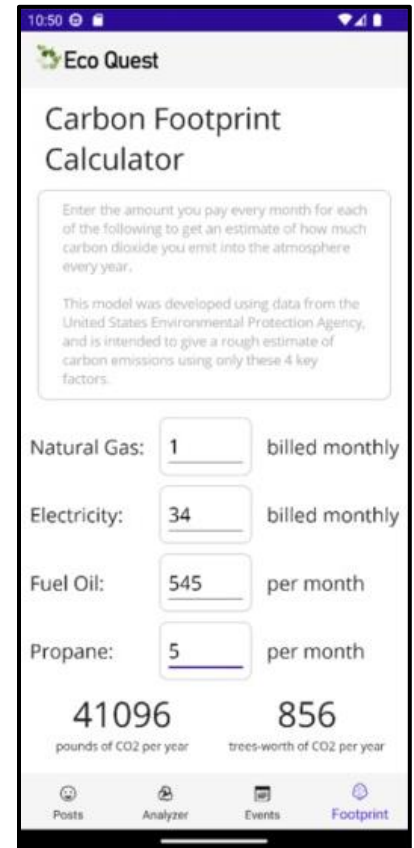 10:50
Eco Quest
Carbon Footprint
Calculator
Enter the amount you pay every month for each
of the following to get an estimate of how much
carbon dioxide you emit into the atmosphere
every year.
This model was developed using data from the
United States Environmental Protection Agency,
and is intended to give a rough estimate of
carbon emissions using only these 4 key
factors.
Natural Gas: 1 billed monthly
Electricity: 34 billed monthly
Fuel Oil: 545 per month
Propane: 5 per month
41096 856
pounds of CO2 per year trees-worth of CO2 per year
Posts Analyzer Events Footprint